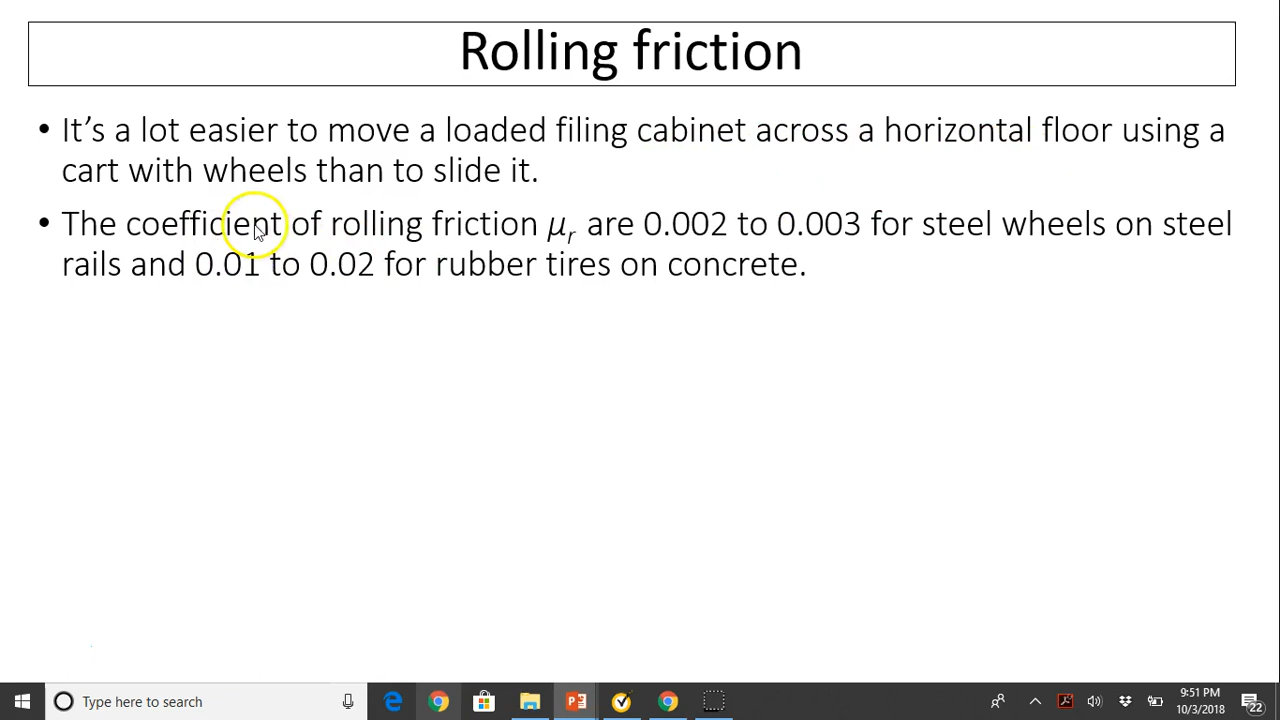 Rolling friction
• It's a lot easier to move a loaded filing cabinet across a horizontal floor using a
cart with wheels than to slide it.
• The coefficient of rolling friction μᵣ are 0.002 to 0.003 for steel wheels on steel
rails and 0.01 to 0.02 for rubber tires on concrete.
Type here to search
9:51 PM
10/3/2018
22